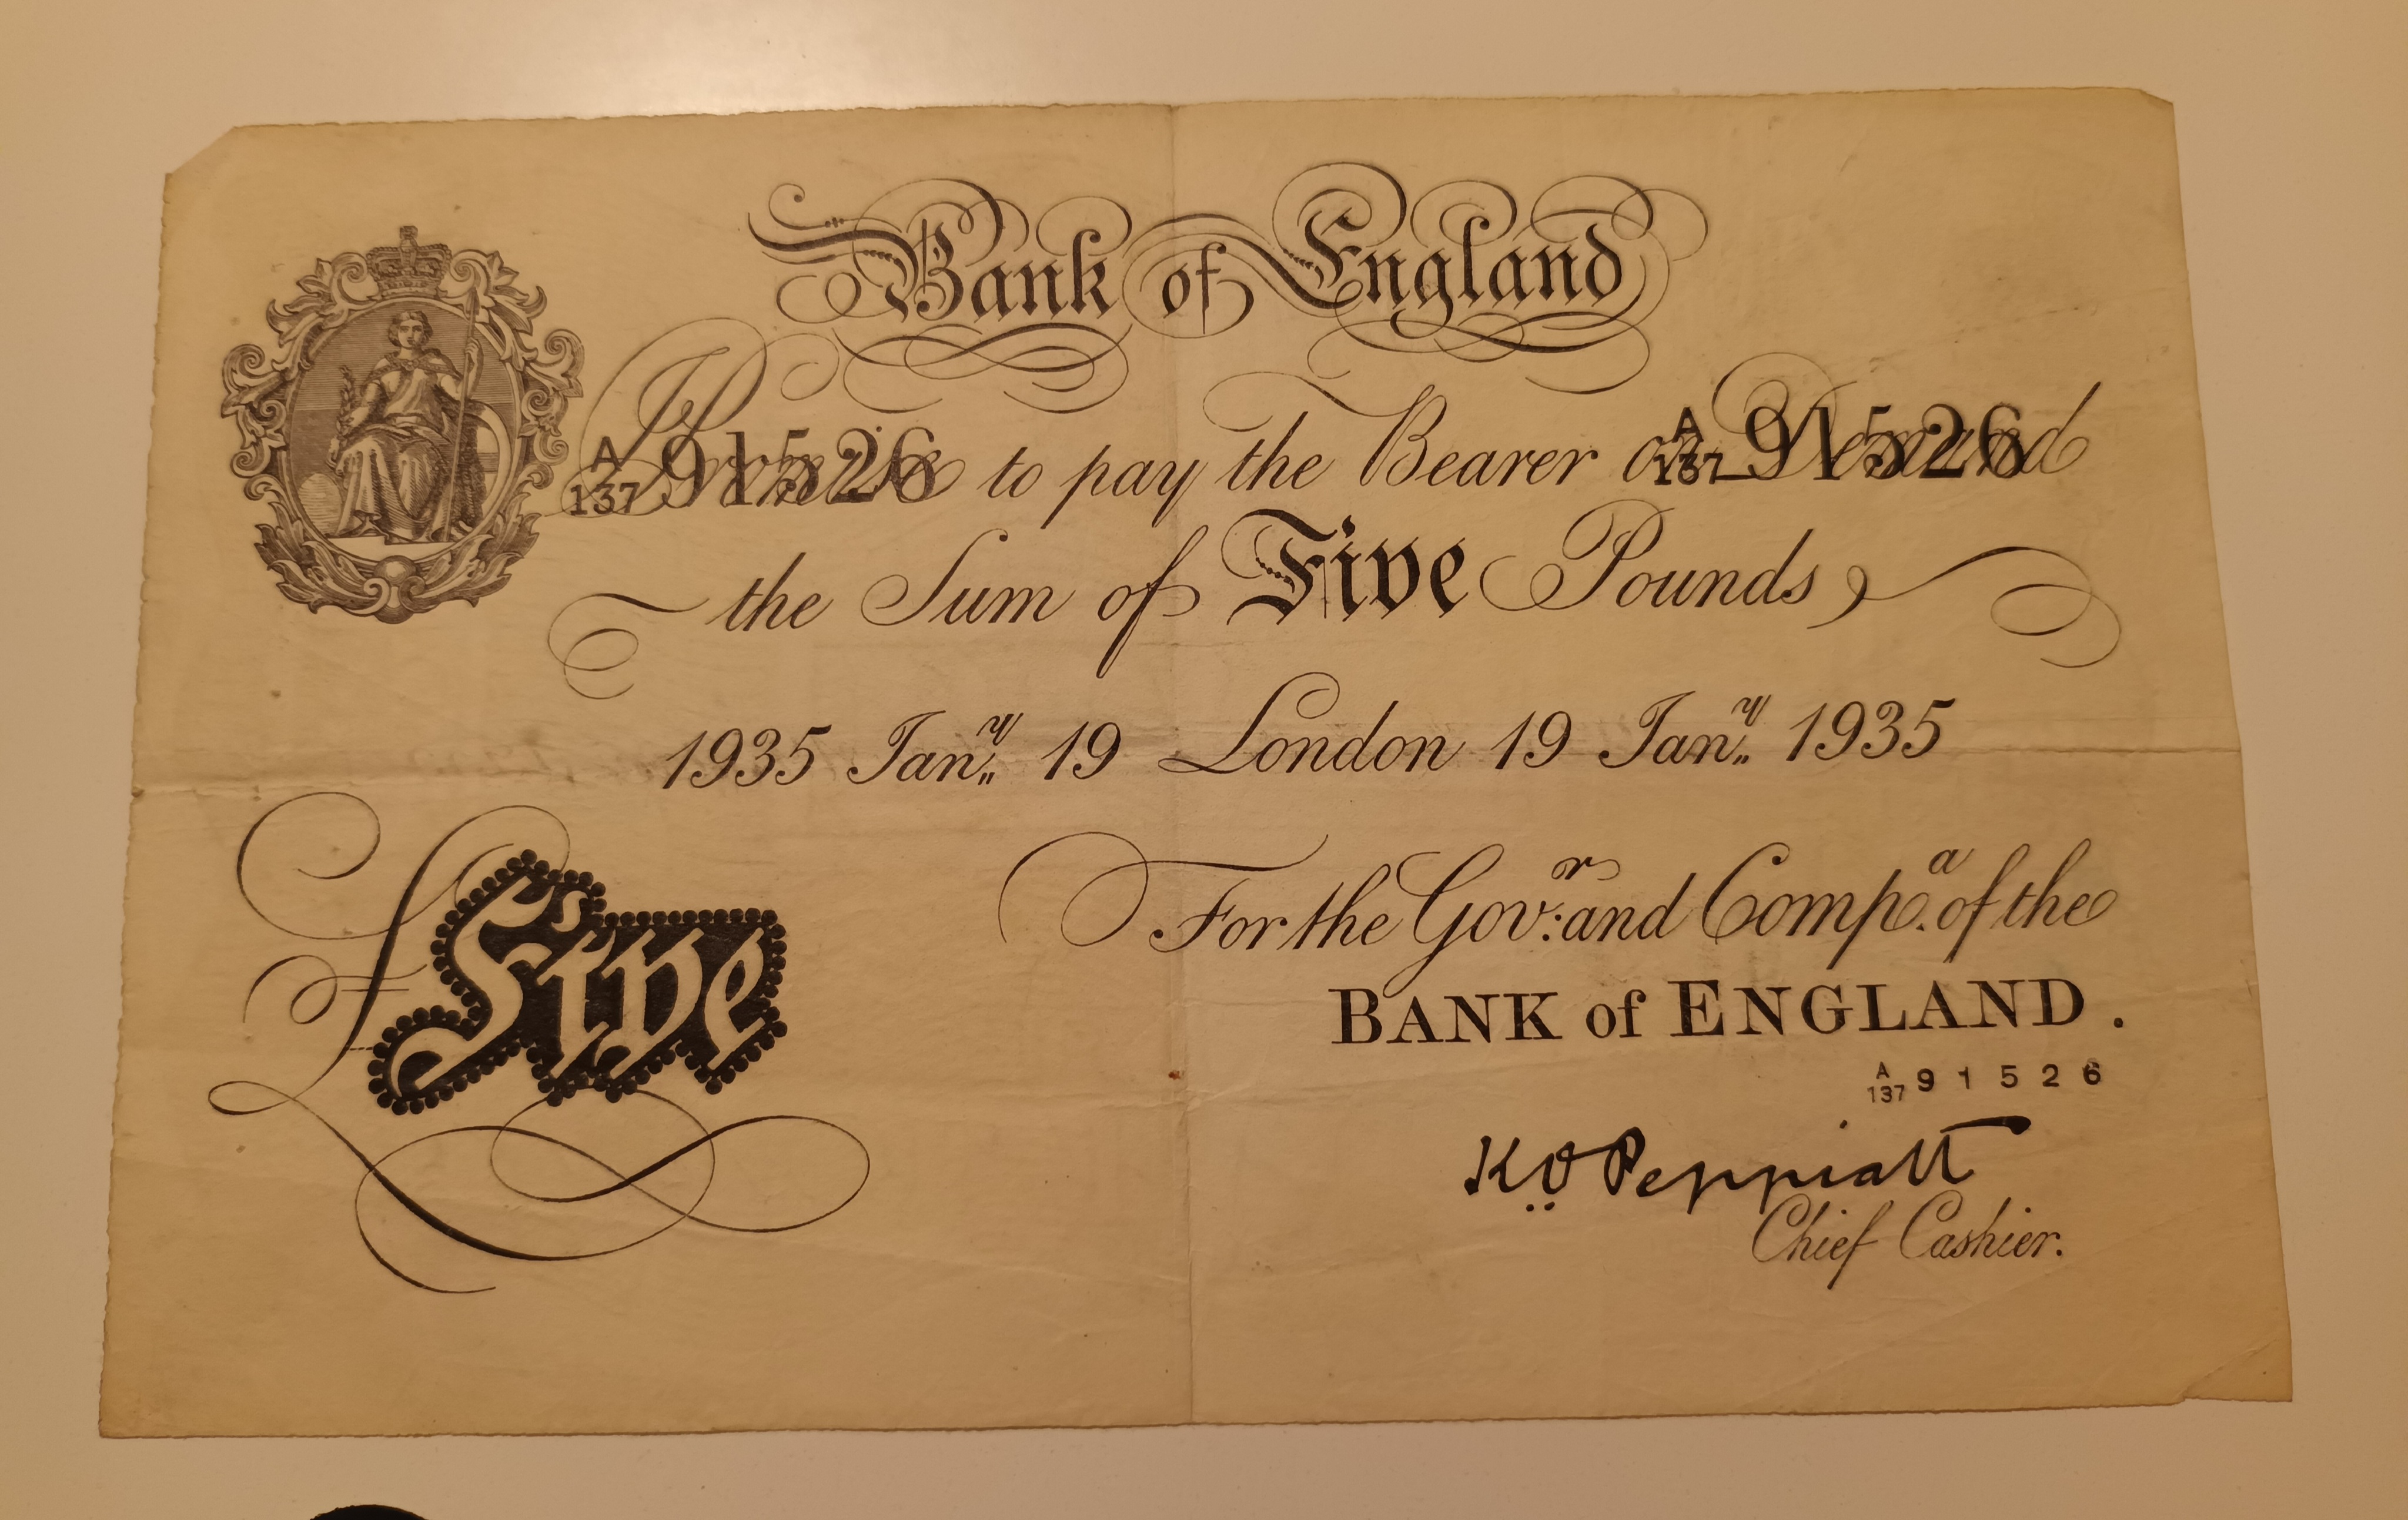 Bank of England
A 137 91526 I Promise to pay the Bearer on Demand A 137 91526
the Sum of Five Pounds
1935 Jan.y 19 London 19 Jan.y 1935
For the Gov.r: and Comp.a of the
BANK of ENGLAND.
£Five
A 137 91526
K O Peppiatt
Chief Cashier.